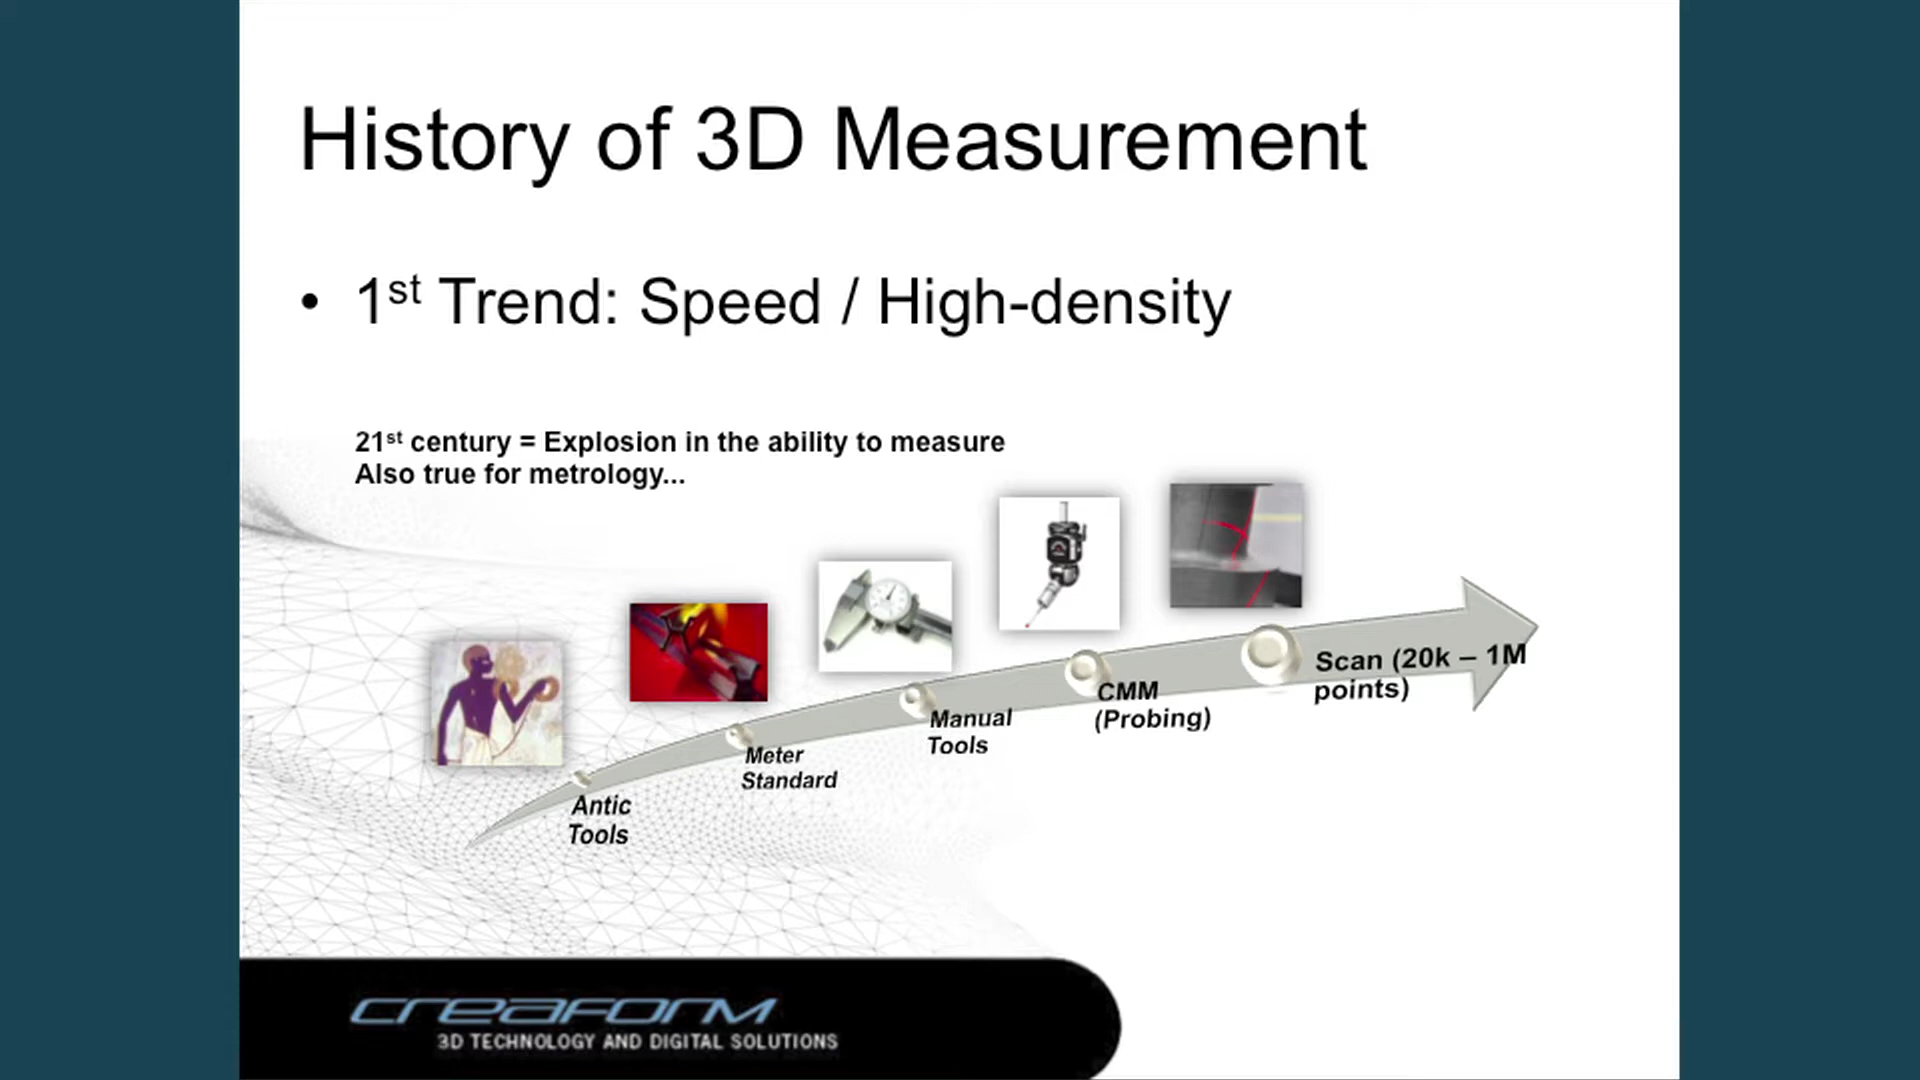 History of 3D Measurement
• 1st Trend: Speed / High-density
21st century = Explosion in the ability to measure
Also true for metrology...
Antic
Tools
Meter
Standard
Manual
Tools
CMM
(Probing)
Scan (20k – 1M
points)
creaform
3D TECHNOLOGY AND DIGITAL SOLUTIONS